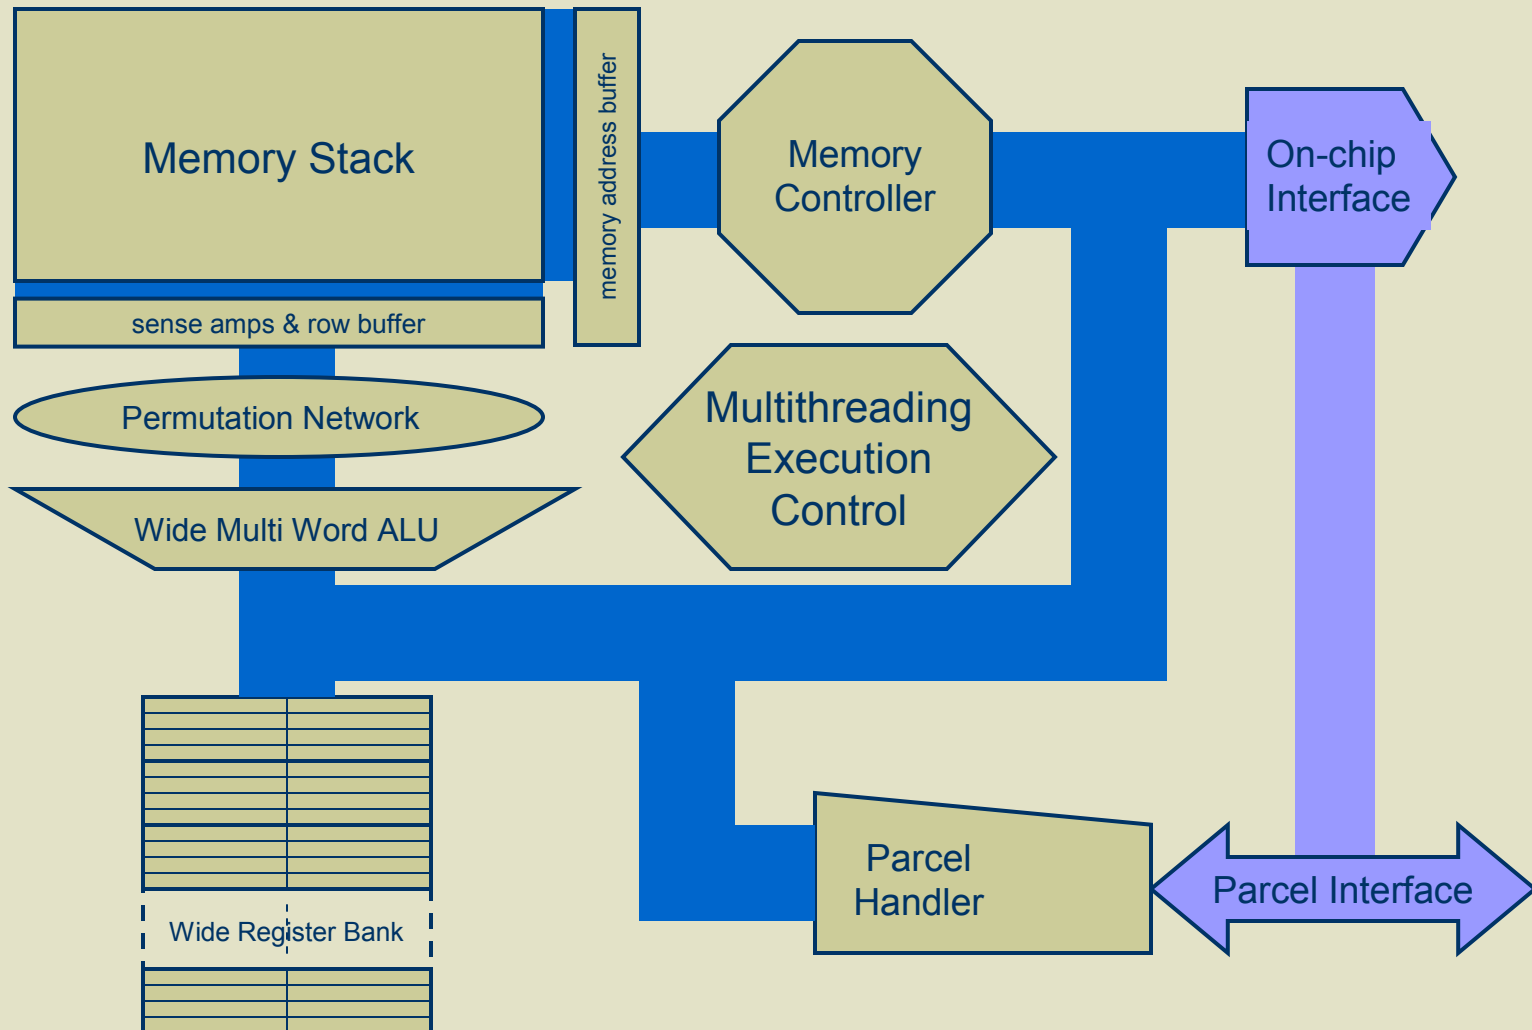 Memory Stack
memory address buffer
Memory
Controller
On-chip
Interface
sense amps & row buffer
Permutation Network
Multithreading
Execution
Control
Wide Multi Word ALU
Parcel
Handler
Parcel Interface
Wide Register Bank